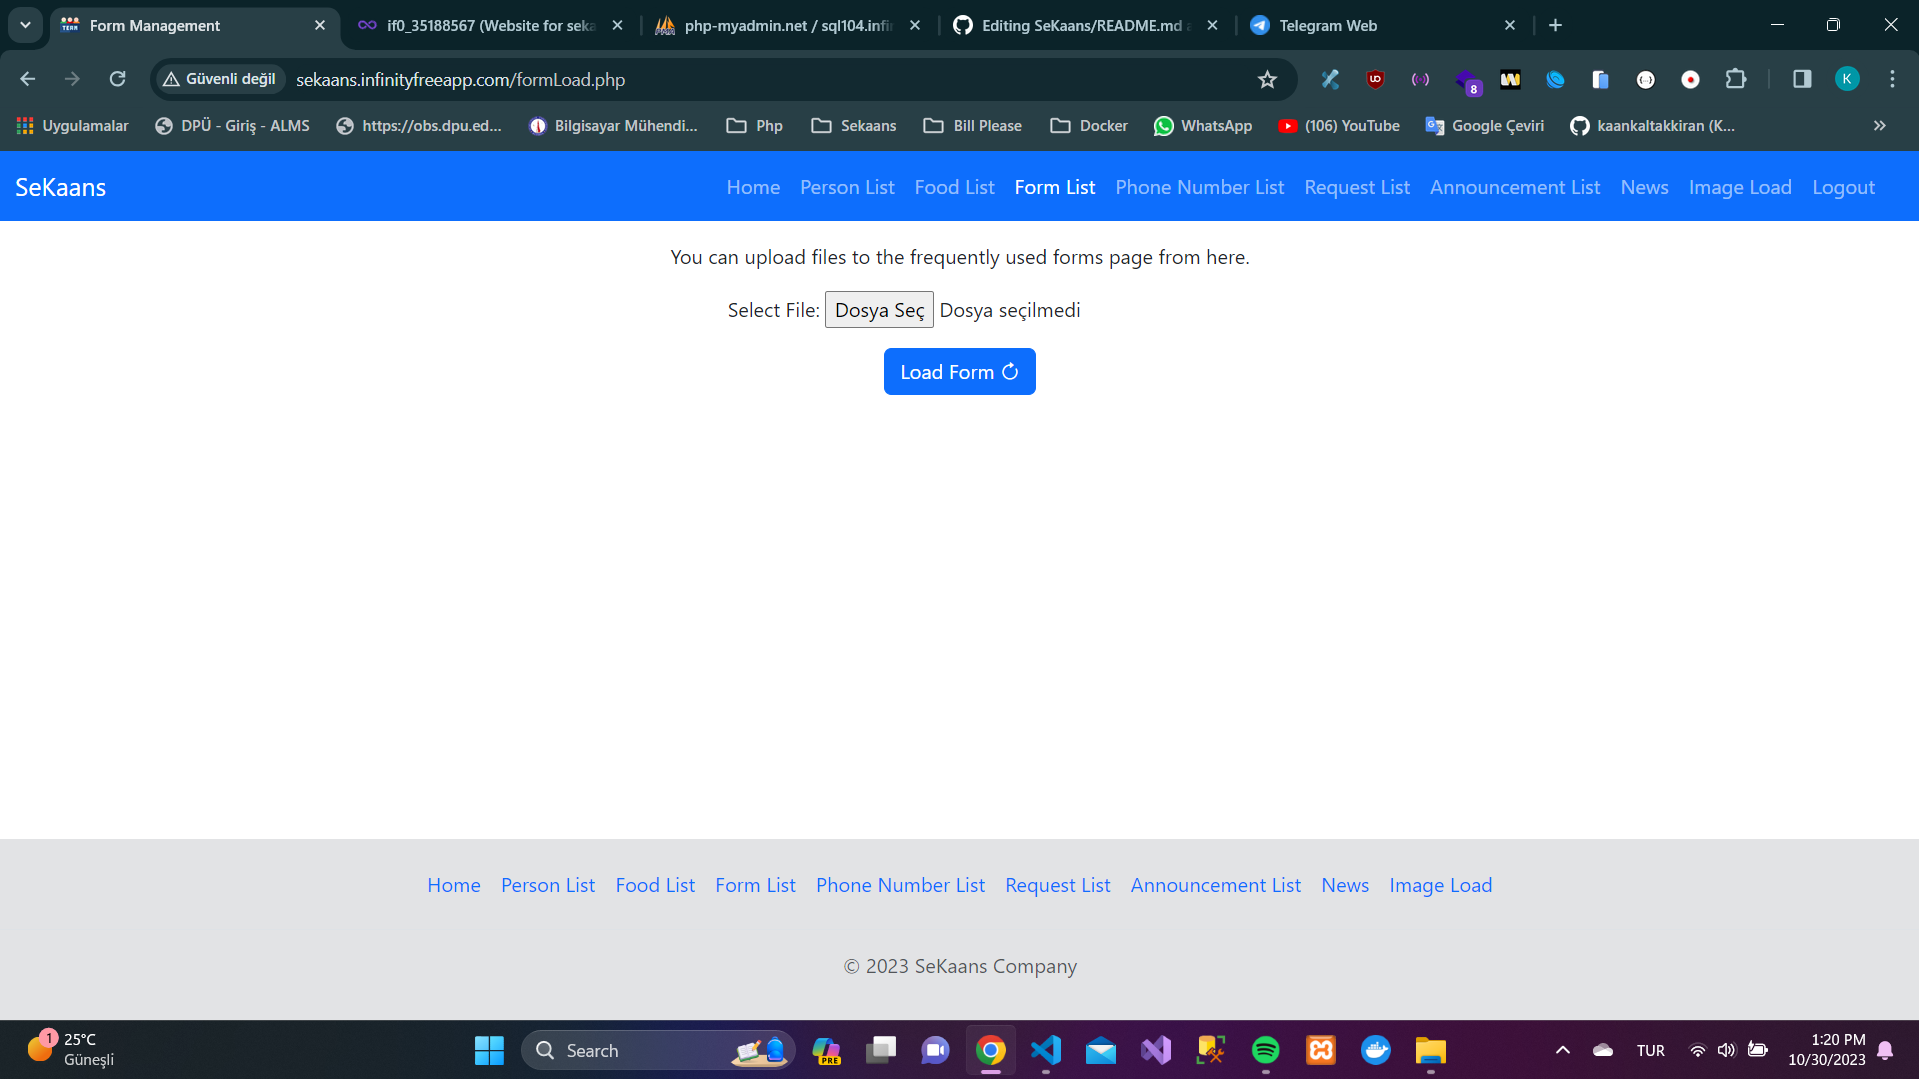 Form Management
if0_35188567 (Website for seka
php-myadmin.net / sql104.infi
Editing SeKaans/README.md a
Telegram Web
Güvenli değil
sekaans.infinityfreeapp.com/formLoad.php
8
K
Uygulamalar
DPÜ - Giriş - ALMS
https://obs.dpu.ed...
Bilgisayar Mühendi...
Php
Sekaans
Bill Please
Docker
WhatsApp
(106) YouTube
Google Çeviri
kaankaltakkiran (K...
SeKaans
Home Person List Food List Form List Phone Number List Request List Announcement List News Image Load Logout
You can upload files to the frequently used forms page from here.
Select File: Dosya Seç Dosya seçilmedi
Load Form
Home Person List Food List Form List Phone Number List Request List Announcement List News Image Load
© 2023 SeKaans Company
1
25°C
Güneşli
Search
PRE
TUR
1:20 PM
10/30/2023